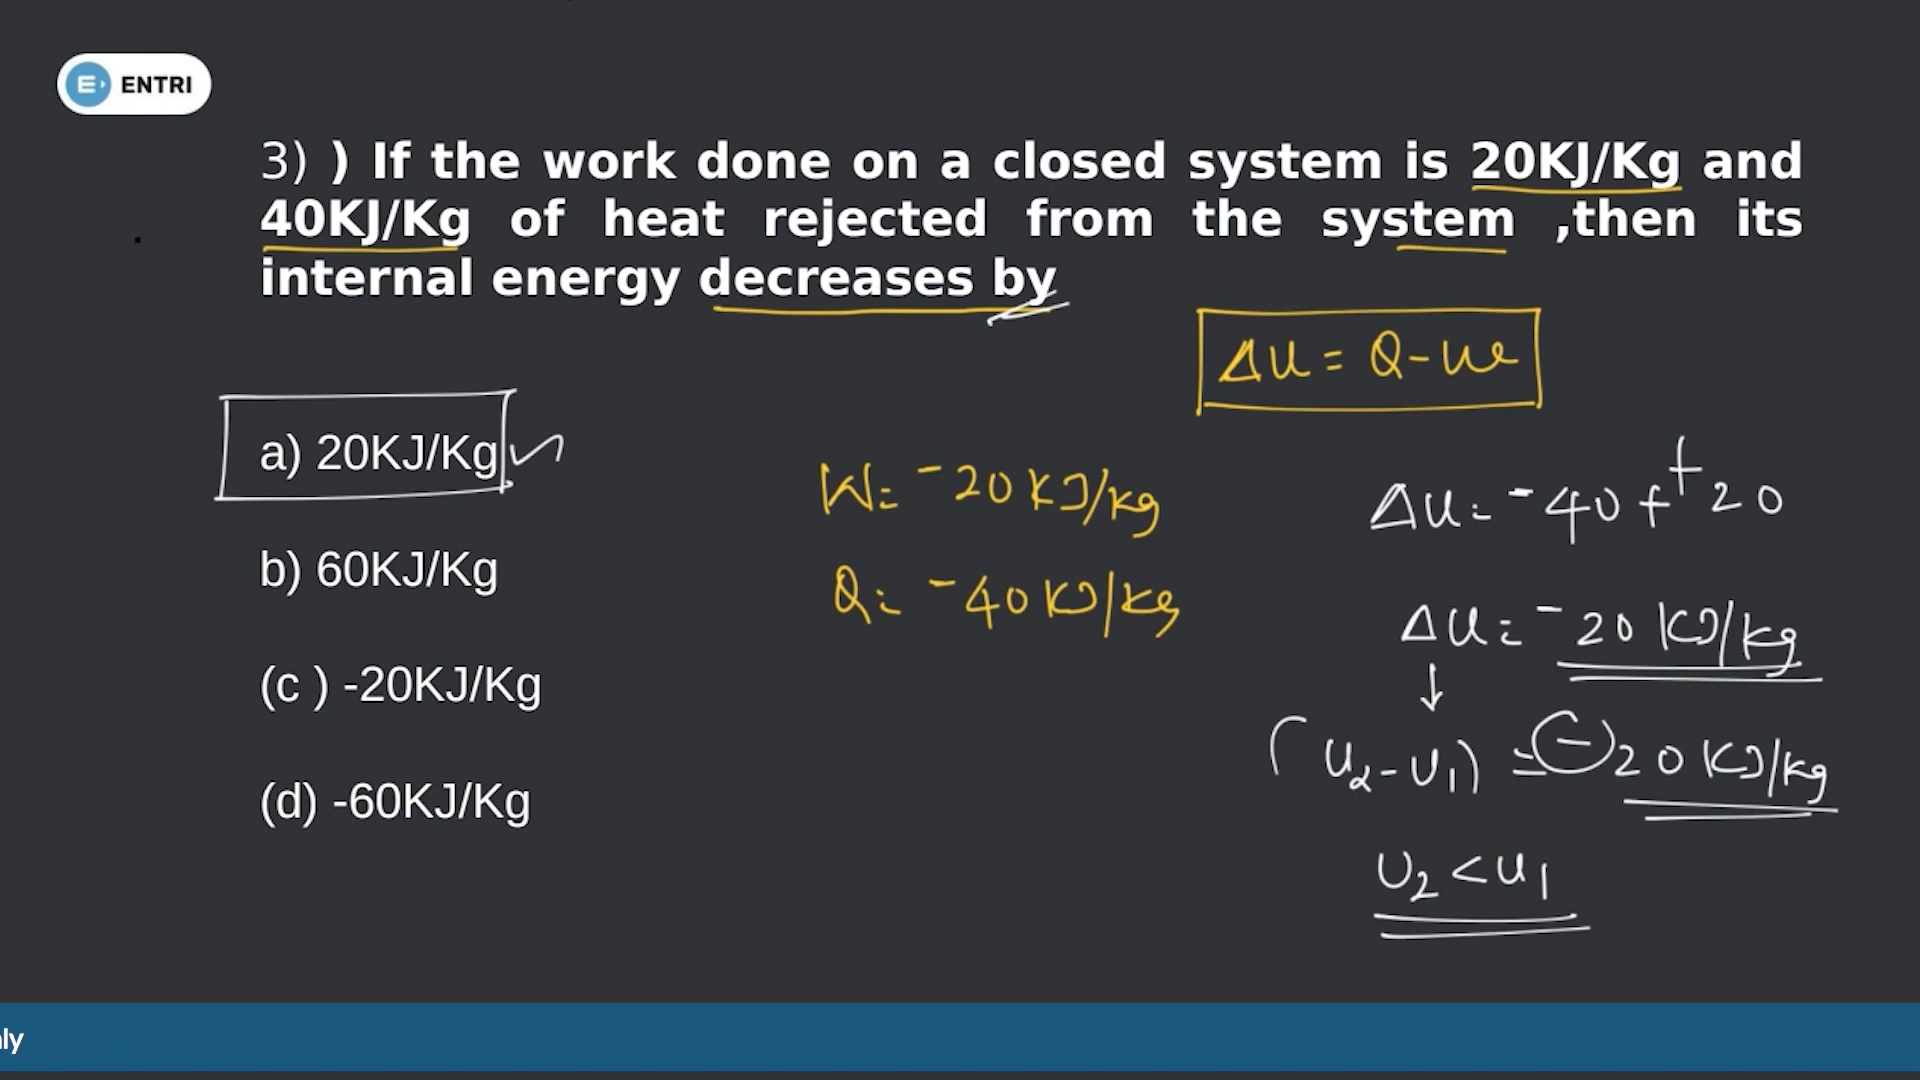 ENTRI
3) ) If the work done on a closed system is 20KJ/Kg and
40KJ/Kg of heat rejected from the system ,then its
internal energy decreases by
ΔU = Q-W
a) 20KJ/Kg
W= -20 KJ/kg
ΔU= -40 + +20
b) 60KJ/Kg
Q= -40 KJ/kg
ΔU= -20 KJ/kg
(c ) -20KJ/Kg
(U2-U1) = -20 KJ/kg
(d) -60KJ/Kg
U2 < U1
ly